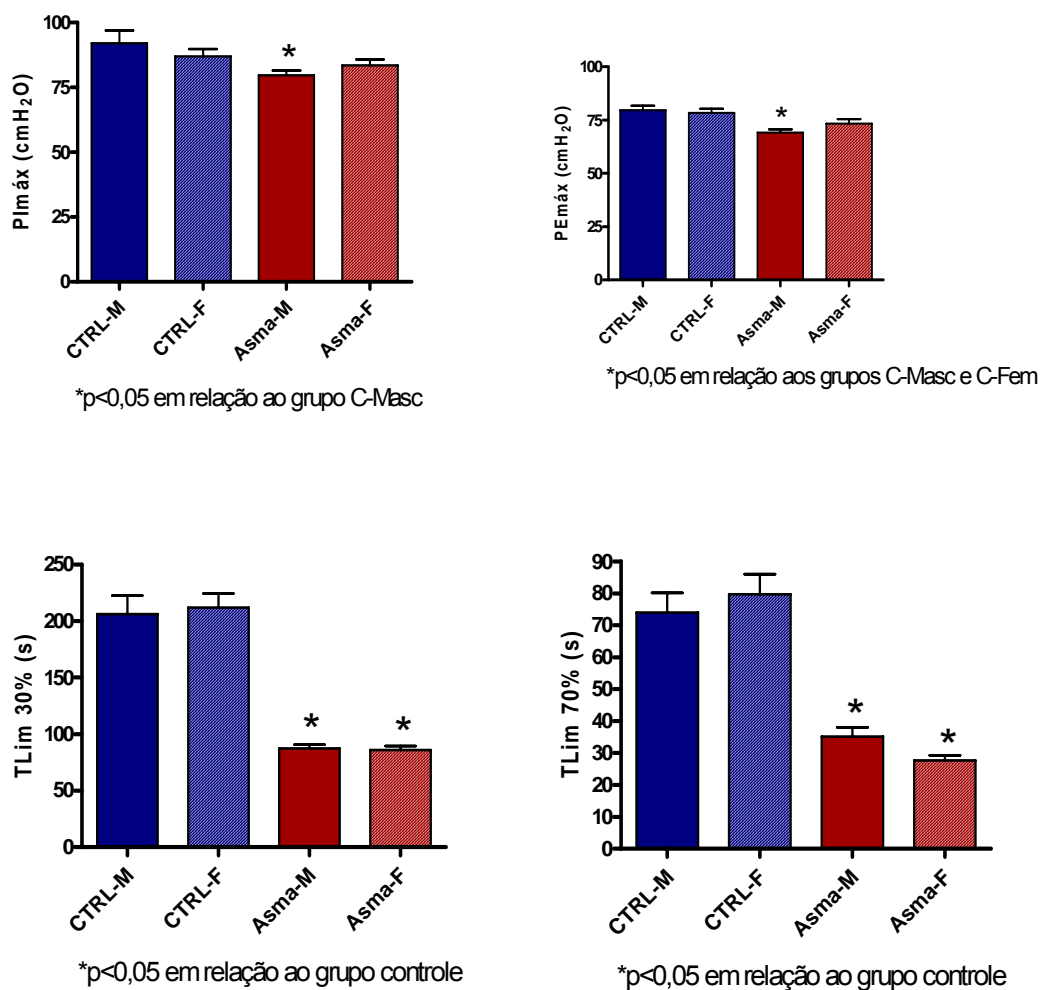 PImáx (cmH₂O)
100
75
50
25
0
CTRL-M
CTRL-F
Asma-M
Asma-F
*
*p<0,05 em relação ao grupo C-Masc
PEmáx (cmH₂O)
100
75
50
25
0
CTRL-M
CTRL-F
Asma-M
Asma-F
*
*p<0,05 em relação aos grupos C-Masc e C-Fem
TLim 30% (s)
250
200
150
100
50
0
CTRL-M
CTRL-F
Asma-M
Asma-F
*
*
*p<0,05 em relação ao grupo controle
TLim 70% (s)
90
80
70
60
50
40
30
20
10
0
CTRL-M
CTRL-F
Asma-M
Asma-F
*
*
*p<0,05 em relação ao grupo controle